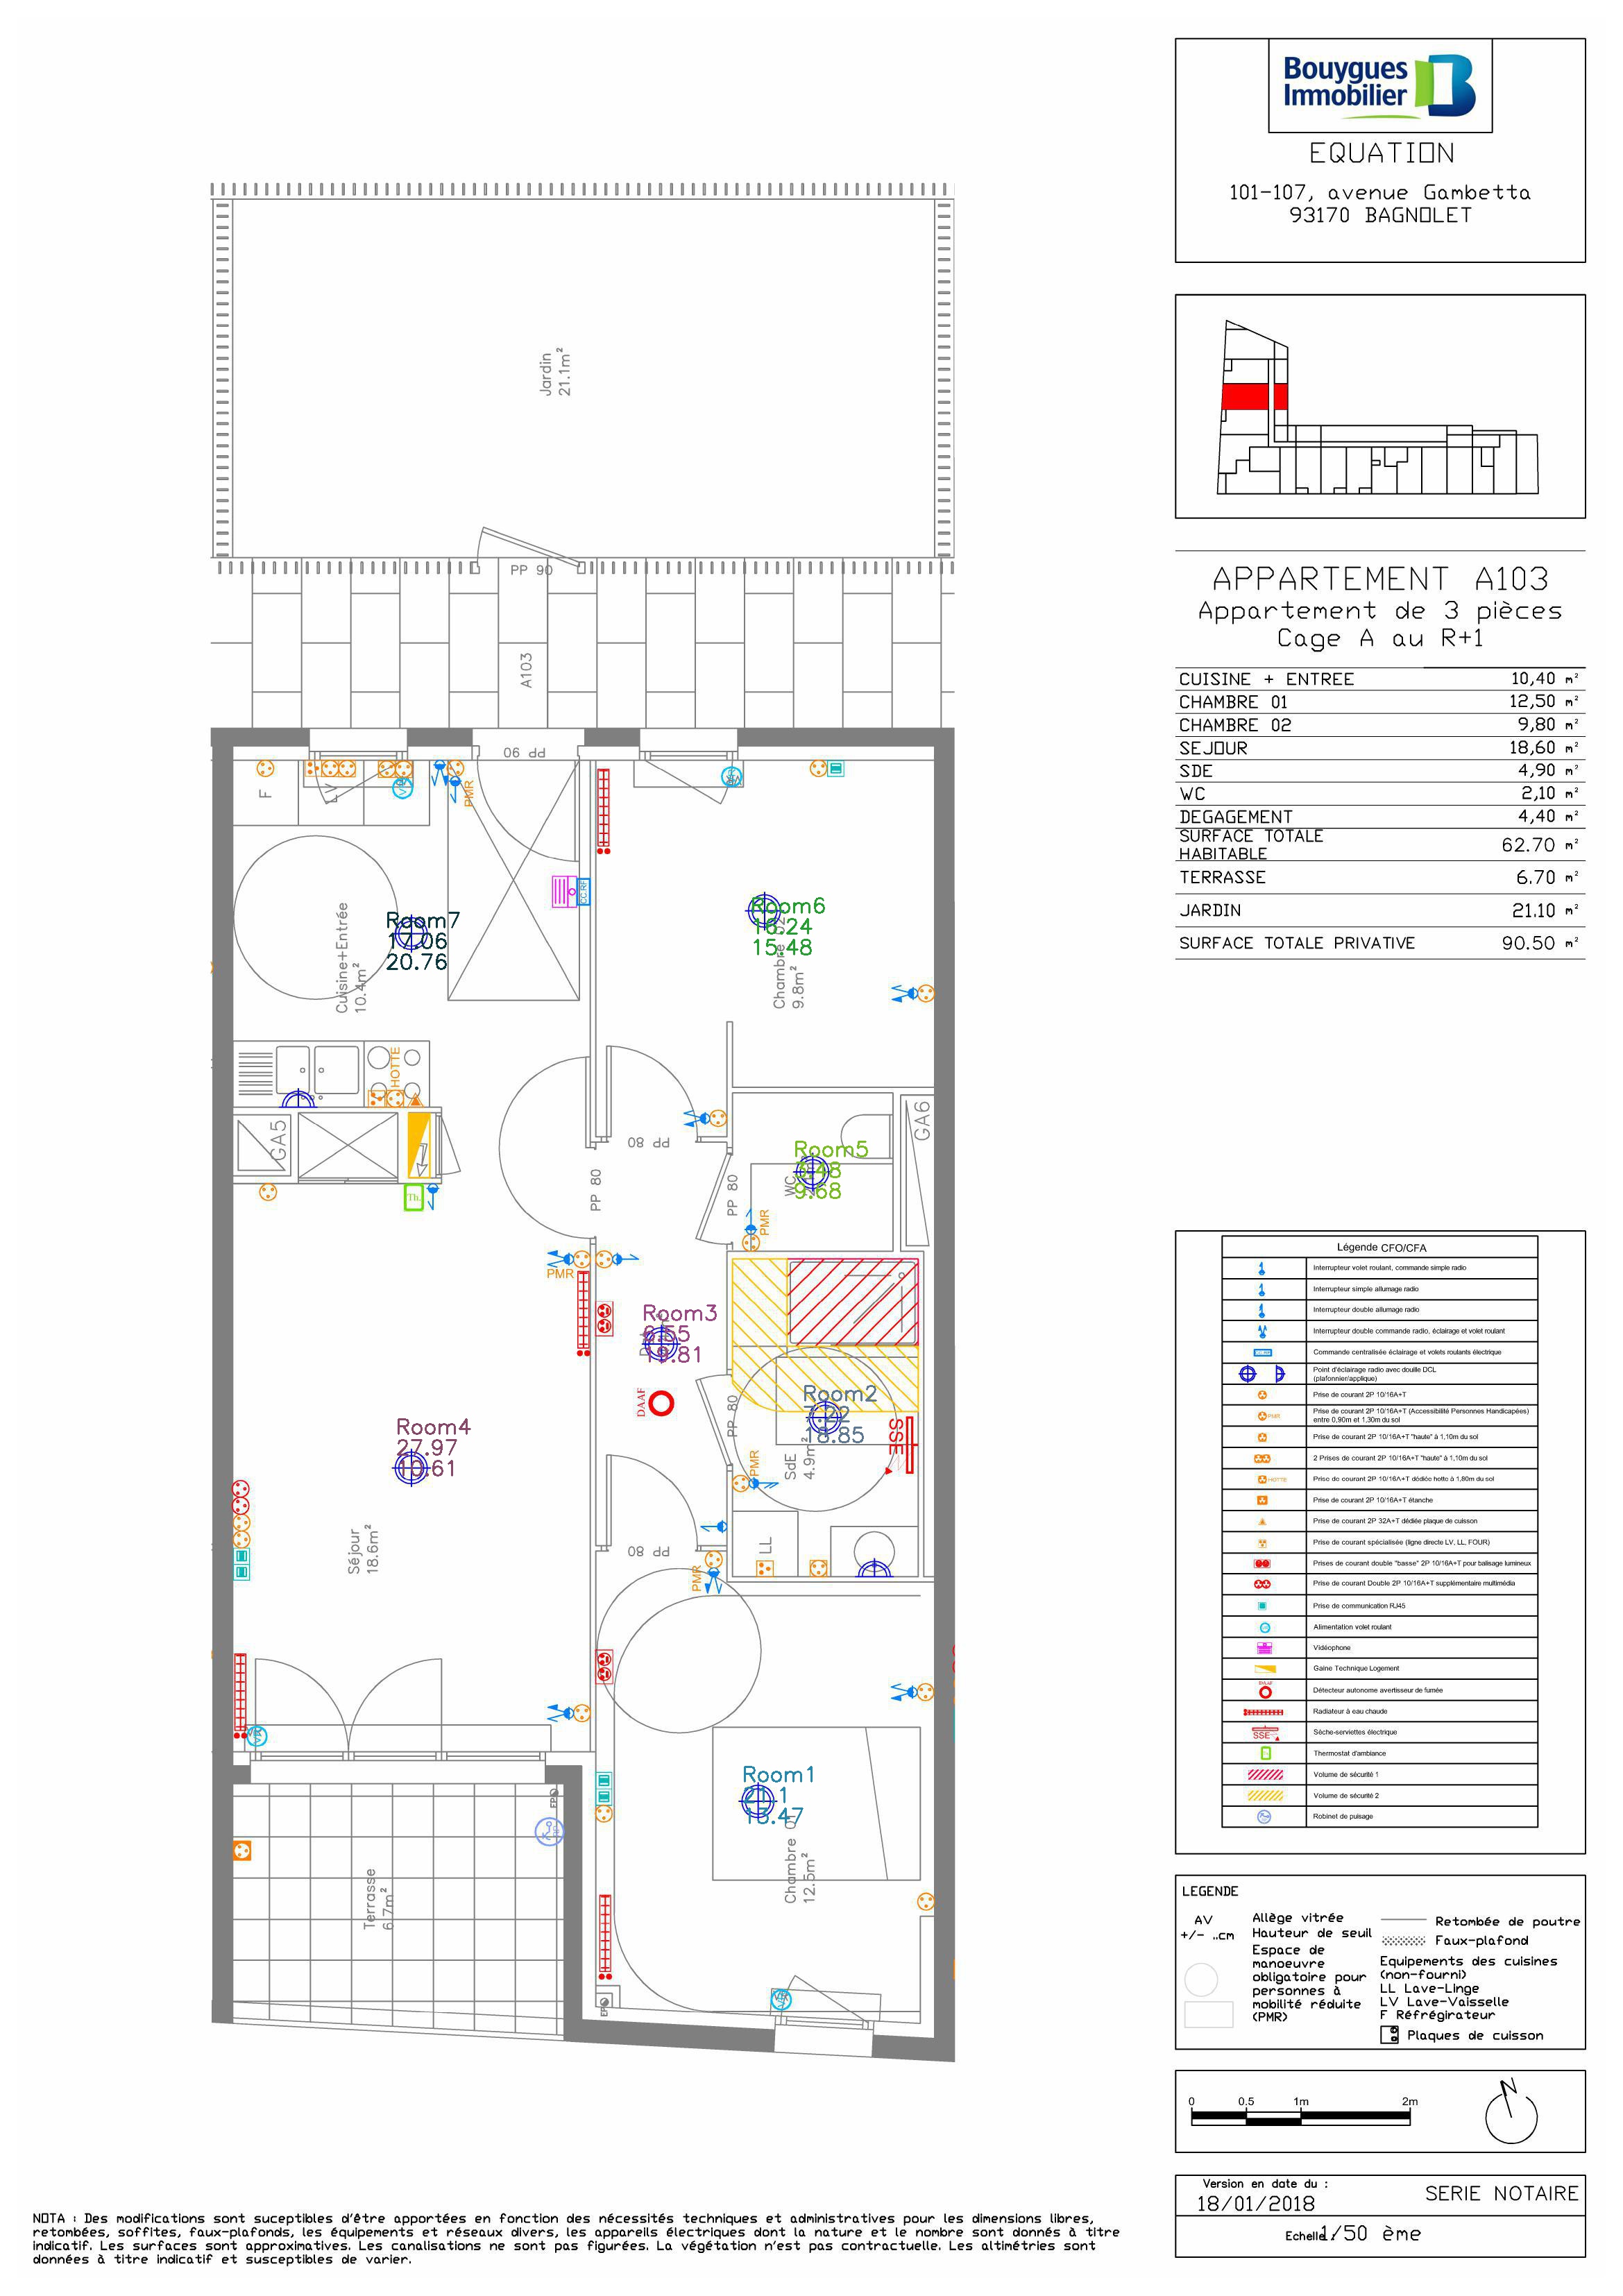 Bouygues
Immobilier
EQUATION
101-107, avenue Gambetta
93170 BAGNOLET
APPARTEMENT A103
Appartement de 3 pièces
Cage A au R+1
CUISINE + ENTREE 10,40 m²
CHAMBRE 01 12,50 m²
CHAMBRE 02 9,80 m²
SEJOUR 18,60 m²
SDE 4,90 m²
WC 2,10 m²
DEGAGEMENT 4,40 m²
SURFACE TOTALE
HABITABLE 62.70 m²
TERRASSE 6.70 m²
JARDIN 21.10 m²
SURFACE TOTALE PRIVATIVE 90.50 m²
Jardin
21.1m²
PP 90
A103
PP 90
F
LV
PMR
Room7
17.06
20.76
Cuisine+Entrée
10.4m²
CC.RF
Room6
16.24
15.48
Chambre 02
9.8m²
HOTTE
GA5
GA6
PP 80
PP 80
PP 80
Room5
9.68
WC
PMR
Th.
PMR
Room3
19.81
DAAF
PP 80
Room2
7.22
18.85
SdE
4.9m²
SSE
PMR
LL
Room4
27.97
Séjour
18.6m²
PP 80
PMR
VR
Room1
Chambre 01
12.5m²
EP
Terrasse
6.7m²
EP
VR
Légende CFO/CFA
Interrupteur volet roulant, commande simple radio
Interrupteur simple allumage radio
Interrupteur double allumage radio
Interrupteur double commande radio, éclairage et volet roulant
Commande centralisée éclairage et volets roulants électrique
Point d'éclairage radio avec douille DCL
(plafonnier/applique)
Prise de courant 2P 10/16A+T
Prise de courant 2P 10/16A+T (Accessibilité Personnes Handicapées)
entre 0,90m et 1,30m du sol
Prise de courant 2P 10/16A+T "haute" à 1,10m du sol
2 Prises de courant 2P 10/16A+T "haute" à 1,10m du sol
Prise de courant 2P 10/16A+T dédiée hotte à 1,80m du sol
Prise de courant 2P 10/16A+T étanche
Prise de courant 2P 32A+T dédiée plaque de cuisson
Prise de courant spécialisée (ligne directe LV, LL, FOUR)
Prises de courant double "basse" 2P 10/16A+T pour balisage lumineux
Prise de courant Double 2P 10/16A+T supplémentaire multimédia
Prise de communication RJ45
Alimentation volet roulant
Vidéophone
Gaine Technique Logement
DAAF
Détecteur autonome avertisseur de fumée
Radiateur à eau chaude
SSE
Sèche-serviettes électrique
Thermostat d'ambiance
Volume de sécurité 1
Volume de sécurité 2
Robinet de puisage
LEGENDE
AV Allège vitrée
+/- ..cm Hauteur de seuil
Espace de
manoeuvre
obligatoire pour
personnes à
mobilité réduite
(PMR)
Retombée de poutre
Faux-plafond
Equipements des cuisines
(non-fourni)
LL Lave-Linge
LV Lave-Vaisselle
F Réfrégirateur
Plaques de cuisson
0 0.5 1m 2m
N
Version en date du :
18/01/2018
SERIE NOTAIRE
Echelle : 1/50 ème
NOTA : Des modifications sont suceptibles d'être apportées en fonction des nécessités techniques et administratives pour les dimensions libres,
retombées, soffites, faux-plafonds, les équipements et réseaux divers, les appareils électriques dont la nature et le nombre sont donnés à titre
indicatif. Les surfaces sont approximatives. Les canalisations ne sont pas figurées. La végétation n'est pas contractuelle. Les altimétries sont
données à titre indicatif et susceptibles de varier.